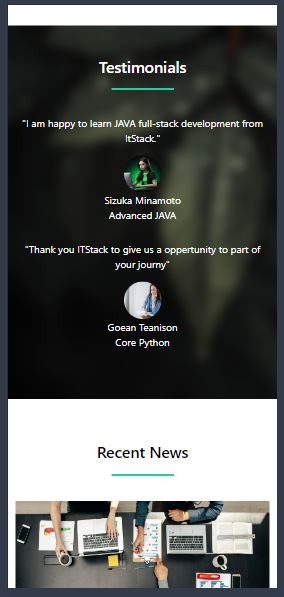 Testimonials
"I am happy to learn JAVA full-stack development from
ItStack."
Sizuka Minamoto
Advanced JAVA
"Thank you ITStack to give us a oppertunity to part of
your journy"
Goean Teanison
Core Python
Recent News